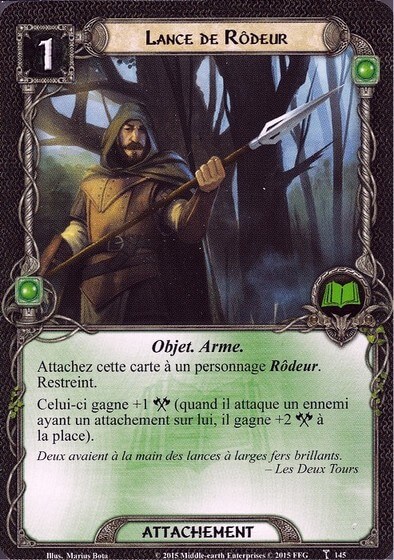 1
LANCE DE RÔDEUR
Objet. Arme.
Attachez cette carte à un personnage Rôdeur.
Restreint.
Celui-ci gagne +1 (quand il attaque un ennemi
ayant un attachement sur lui, il gagne +2 à
la place).
Deux avaient à la main des lances à larges fers brillants.
– Les Deux Tours
ATTACHEMENT
Illus. Marius Bota © 2015 Middle-earth Enterprises © 2015 FFG 145